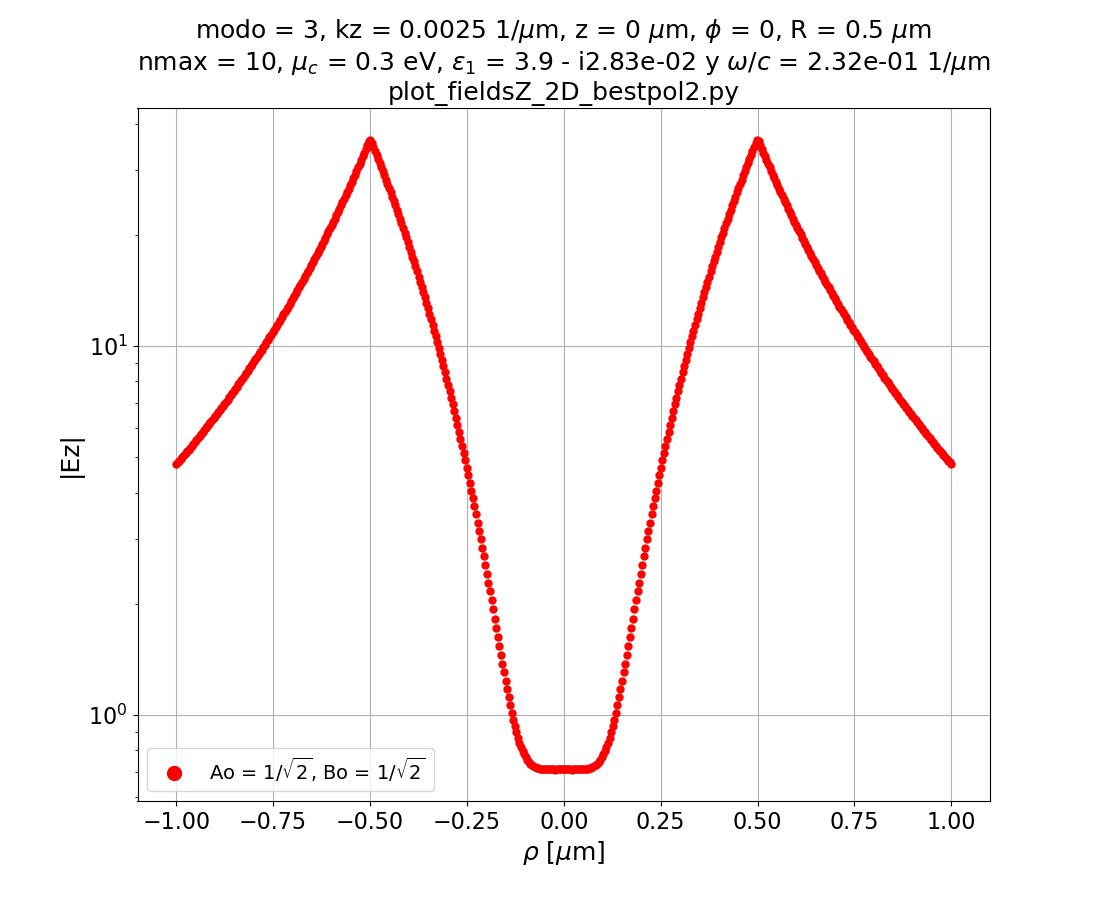 modo = 3, kz = 0.0025 1/μm, z = 0 μm, ϕ = 0, R = 0.5 μm
nmax = 10, μ_c = 0.3 eV, ε₁ = 3.9 - i2.83e-02 y ω/c = 2.32e-01 1/μm
plot_fieldsZ_2D_bestpol2.py
|Ez|
10¹
10⁰
Ao = 1/√2, Bo = 1/√2
−1.00 −0.75 −0.50 −0.25 0.00 0.25 0.50 0.75 1.00
ρ [μm]